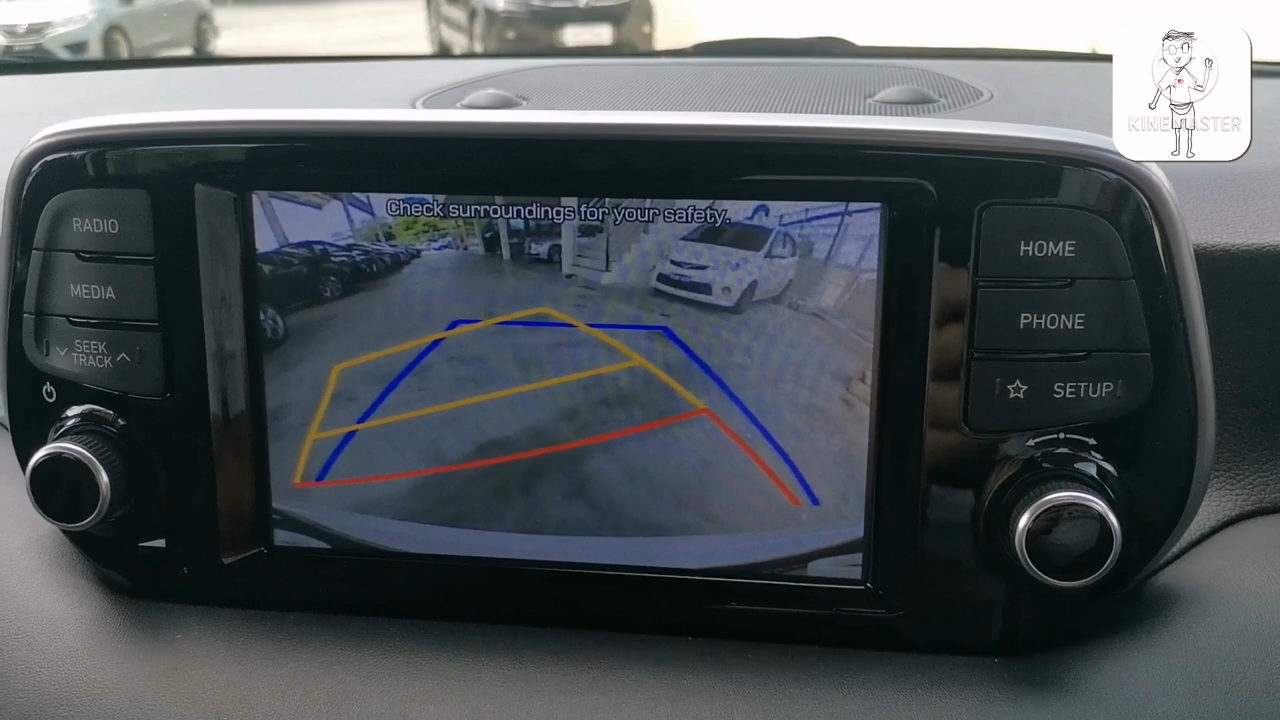 Check surroundings for your safety.
RADIO
MEDIA
SEEK
TRACK
HOME
PHONE
SETUP
KINEMASTER